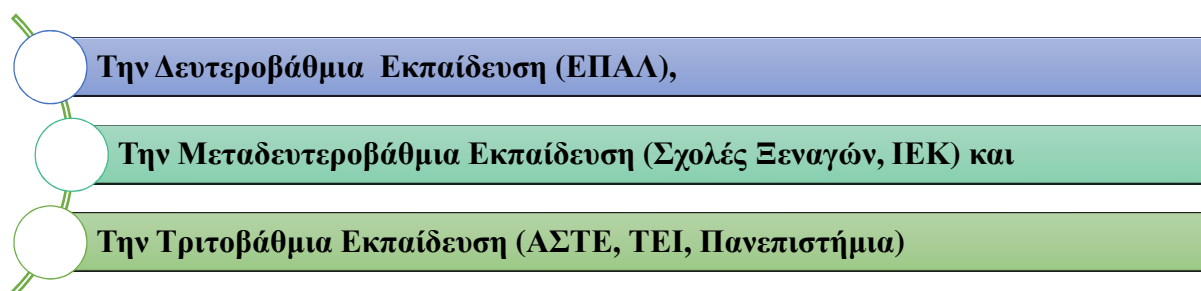 Την Δευτεροβάθμια Εκπαίδευση (ΕΠΑΛ),
Την Μεταδευτεροβάθμια Εκπαίδευση (Σχολές Ξεναγών, ΙΕΚ) και
Την Τριτοβάθμια Εκπαίδευση (ΑΣΤΕ, ΤΕΙ, Πανεπιστήμια)